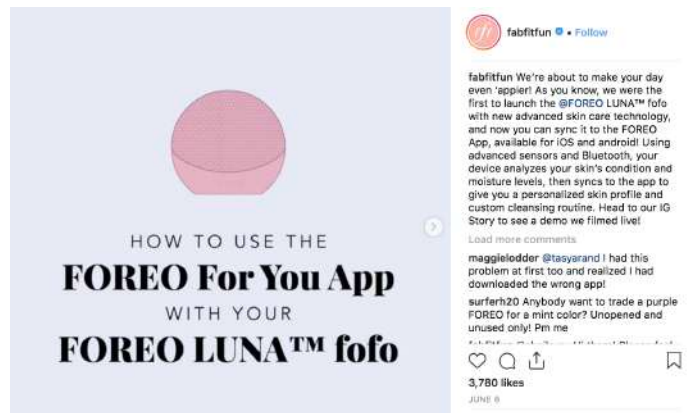 HOW TO USE THE
FOREO For You App
WITH YOUR
FOREO LUNA™ fofo
fabfitfun • Follow
fabfitfun We're about to make your day
even 'appier! As you know, we were the
first to launch the @FOREO LUNA™ fofo
with new advanced skin care technology,
and now you can sync it to the FOREO
App, available for iOS and android! Using
advanced sensors and Bluetooth, your
device analyzes your skin's condition and
moisture levels, then syncs to the app to
give you a personalized skin profile and
custom cleansing routine. Head to our IG
Story to see a demo we filmed live!
Load more comments
maggielodder @tasyarand I had this
problem at first too and realized I had
downloaded the wrong app!
surferh20 Anybody want to trade a purple
FOREO for a mint color? Unopened and
unused only! Pm me
3,780 likes
JUNE 6